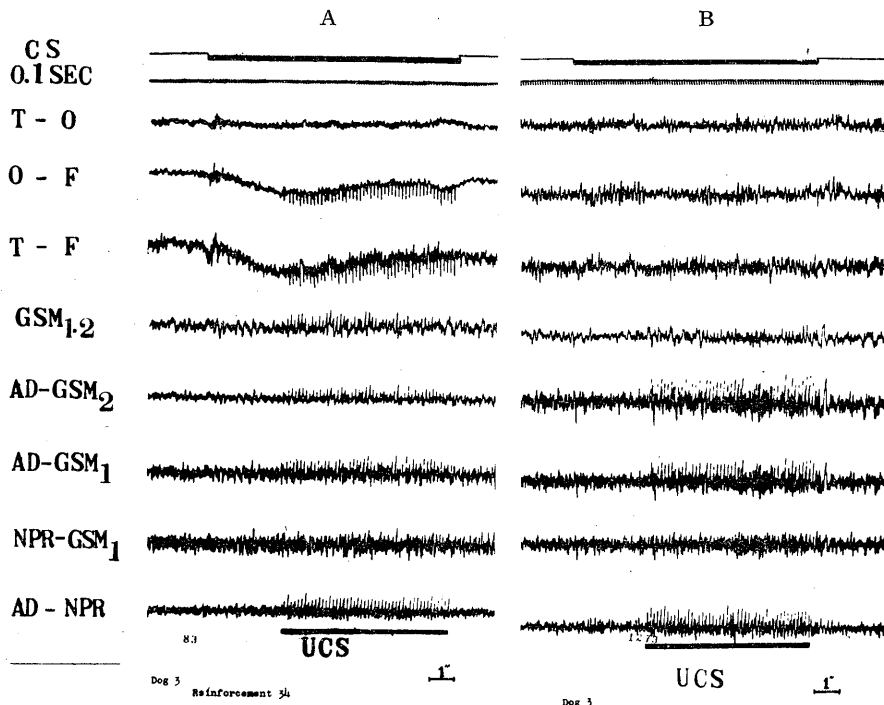 A B
CS
0.1 SEC
T - O
O - F
T - F
GSM1.2
AD-GSM2
AD-GSM1
NPR-GSM1
AD - NPR
83
UCS UCS
1" 1"
Dog 3 Dog 3
Reinforcement 34